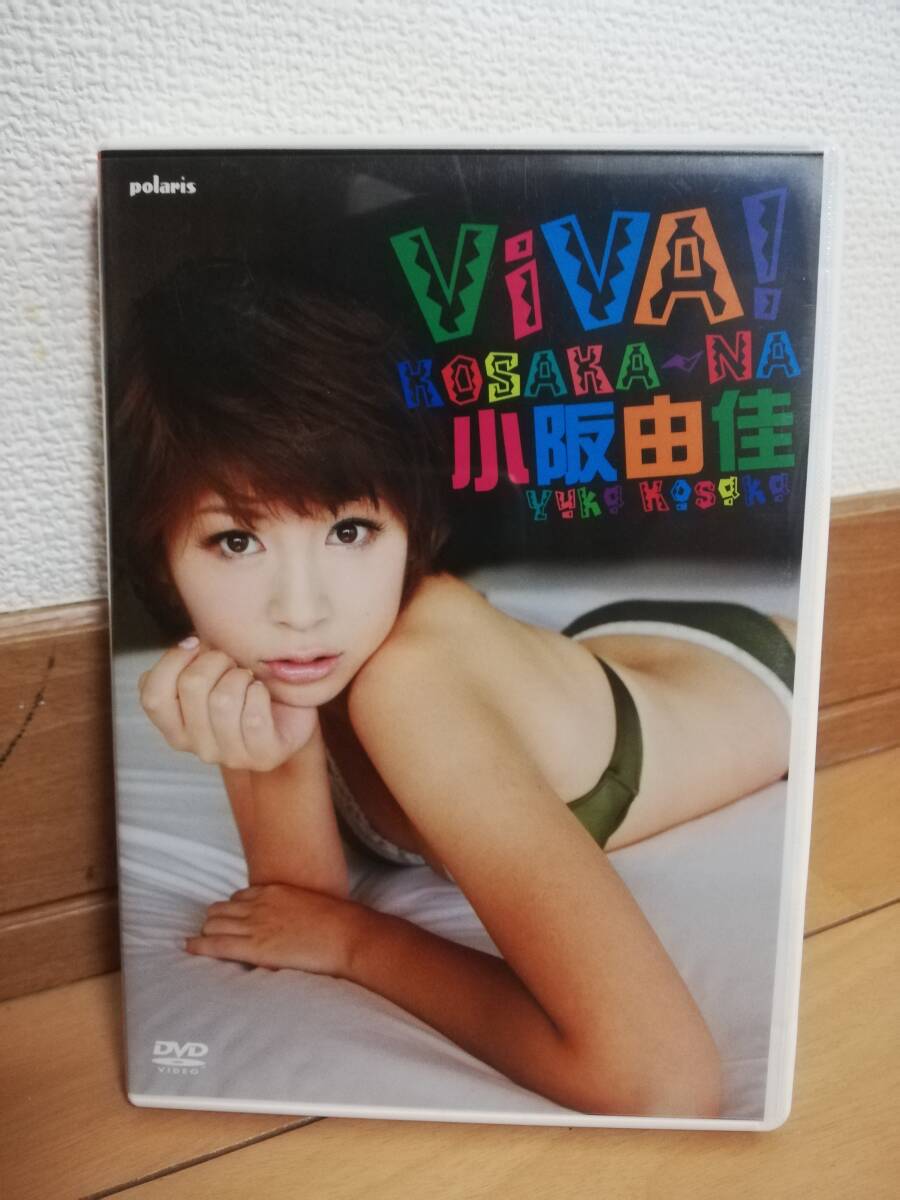 polaris
ViVA!
KOSAKA~NA
小阪由佳
Yuka Kosaka
DVD
VIDEO